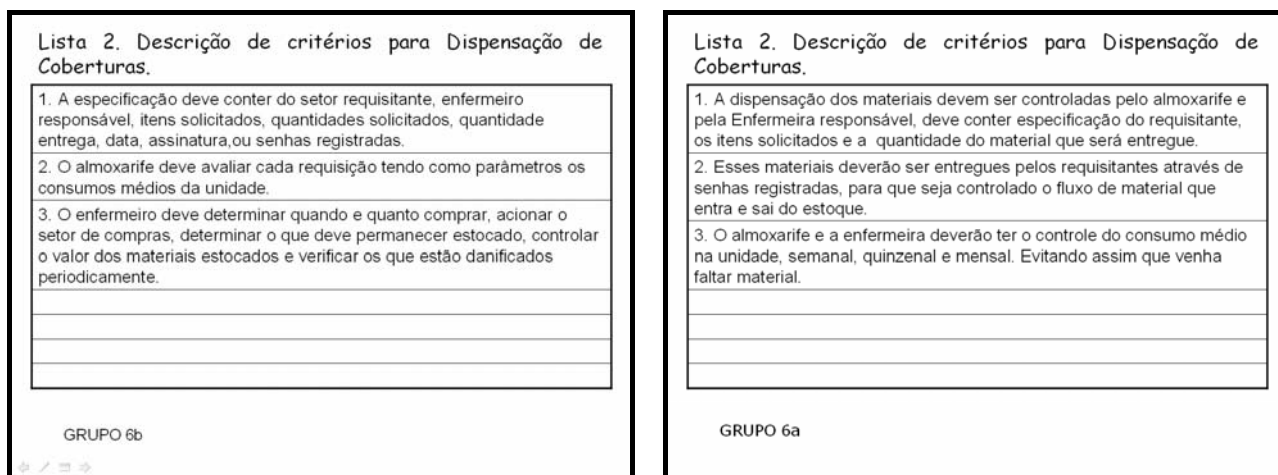 Lista 2. Descrição de critérios para Dispensação de
Coberturas.
1. A especificação deve conter do setor requisitante, enfermeiro
responsável, itens solicitados, quantidades solicitados, quantidade
entrega, data, assinatura,ou senhas registradas.
2. O almoxarife deve avaliar cada requisição tendo como parâmetros os
consumos médios da unidade.
3. O enfermeiro deve determinar quando e quanto comprar, acionar o
setor de compras, determinar o que deve permanecer estocado, controlar
o valor dos materiais estocados e verificar os que estão danificados
periodicamente.
GRUPO 6b
Lista 2. Descrição de critérios para Dispensação de
Coberturas.
1. A dispensação dos materiais devem ser controladas pelo almoxarife e
pela Enfermeira responsável, deve conter especificação do requisitante,
os itens solicitados e a quantidade do material que será entregue.
2. Esses materiais deverão ser entregues pelos requisitantes através de
senhas registradas, para que seja controlado o fluxo de material que
entra e sai do estoque.
3. O almoxarife e a enfermeira deverão ter o controle do consumo médio
na unidade, semanal, quinzenal e mensal. Evitando assim que venha
faltar material.
GRUPO 6a